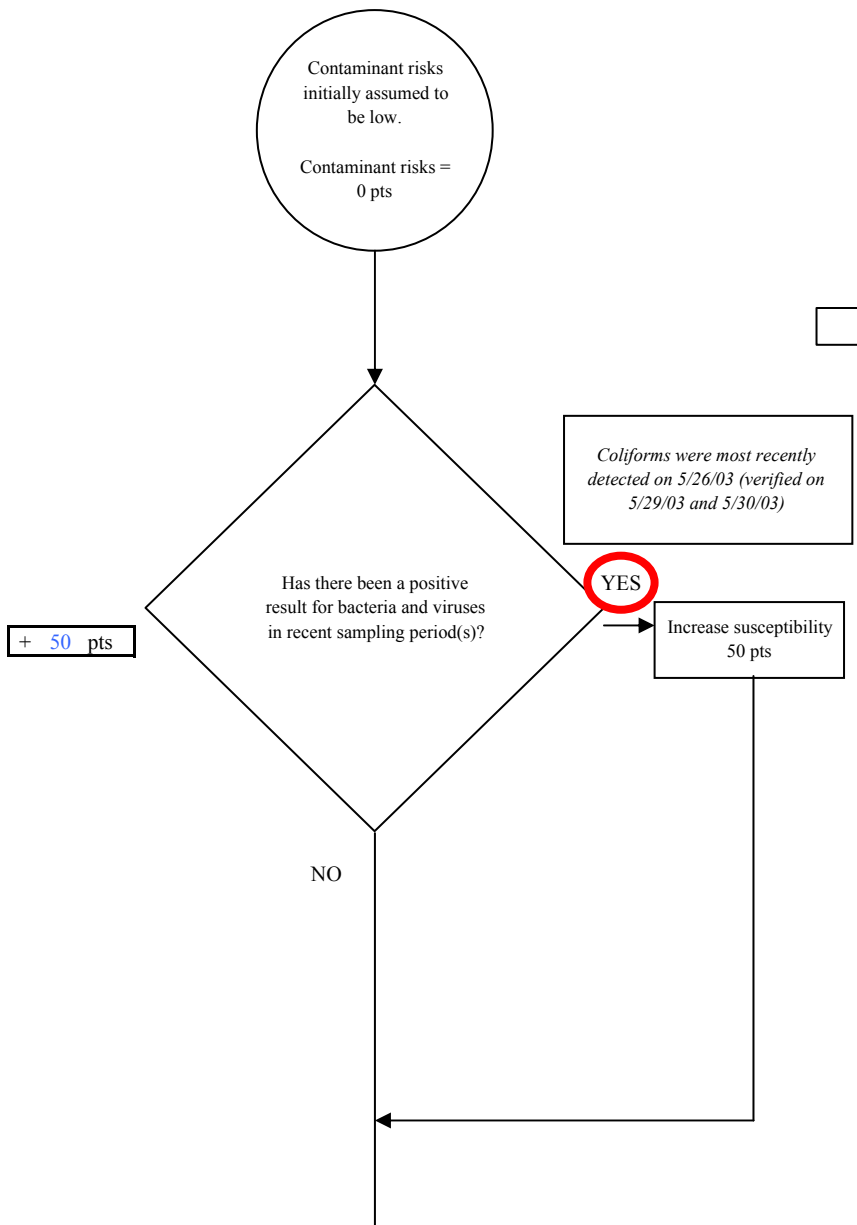 Contaminant risks
initially assumed to
be low.
Contaminant risks =
0 pts
Coliforms were most recently
detected on 5/26/03 (verified on
5/29/03 and 5/30/03)
Has there been a positive
result for bacteria and viruses
in recent sampling period(s)?
YES
+ 50 pts
Increase susceptibility
50 pts
NO